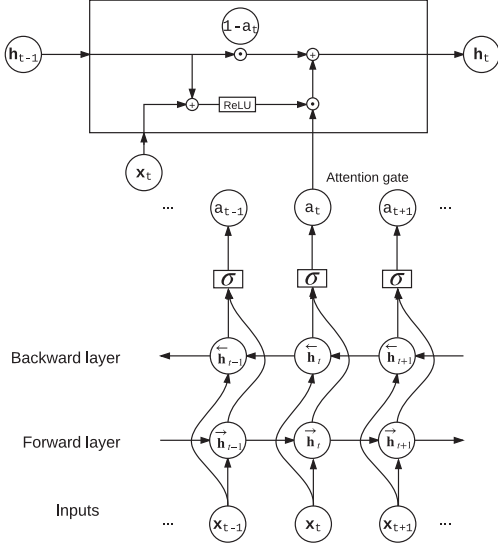 1-a_t
h_{t-1} h_t
ReLU
x_t
Attention gate
... a_{t-1} a_t a_{t+1} ...
σ σ σ
Backward layer ←h_{t-1} ←h_t ←h_{t+1}
Forward layer →h_{t-1} →h_t →h_{t+1}
Inputs
... x_{t-1} x_t x_{t+1} ...